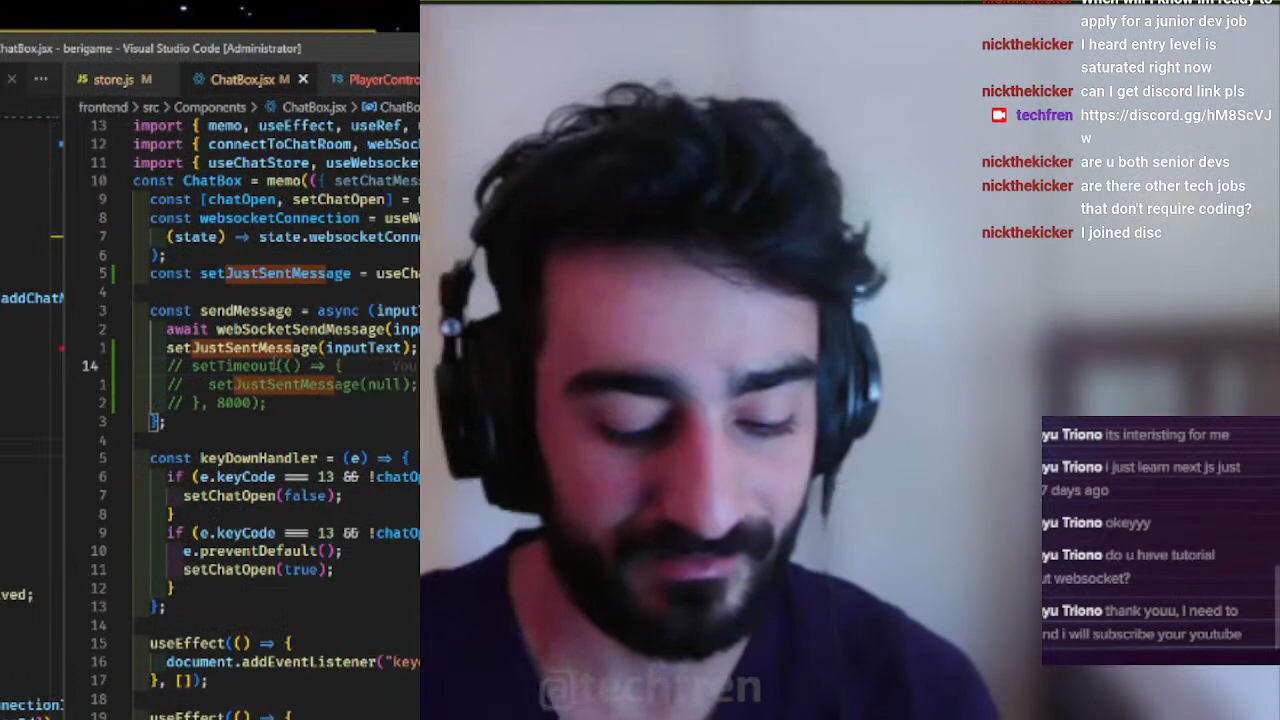 ChatBox.jsx - berigame - Visual Studio Code [Administrator]
store.js M ChatBox.jsx M TS PlayerContro
frontend > src > Components > ChatBox.jsx > ChatBo
13 import { memo, useEffect, useRef,
12 import { connectToChatRoom, webSoc
11 import { useChatStore, useWebsocket
10 const ChatBox = memo(({ setChatMes
9 const [chatOpen, setChatOpen] = u
8 const websocketConnection = useWe
7 (state) => state.websocketConne
6 );
5 const setJustSentMessage = useCha
4
3 const sendMessage = async (inputT
2 await webSocketSendMessage(inp
1 setJustSentMessage(inputText);
14 // setTimeout(() => { You
1 // setJustSentMessage(null);
2 // }, 8000);
3 };
4
5 const keyDownHandler = (e) => {
6 if (e.keyCode === 13 && !chatO
7 setChatOpen(false);
8 }
9 if (e.keyCode === 13 && !chatO
10 e.preventDefault();
11 setChatOpen(true);
12 }
13 };
14
15 useEffect(() => {
16 document.addEventListener("key
17 }, []);
18
19 useEffect(() => {
addChatM
ved;
nection
@techfren
When will I know im ready to
apply for a junior dev job
nickthekicker I heard entry level is
saturated right now
nickthekicker can I get discord link pls
techfren https://discord.gg/hM8ScVJ
w
nickthekicker are u both senior devs
nickthekicker are there other tech jobs
that don't require coding?
nickthekicker I joined disc
yu Triono its interisting for me
yu Triono i just learn next js just
7 days ago
yu Triono okeyyy
yu Triono do u have tutorial
ut websocket?
yu Triono thank youu, I need to
nd i will subscribe your youtube